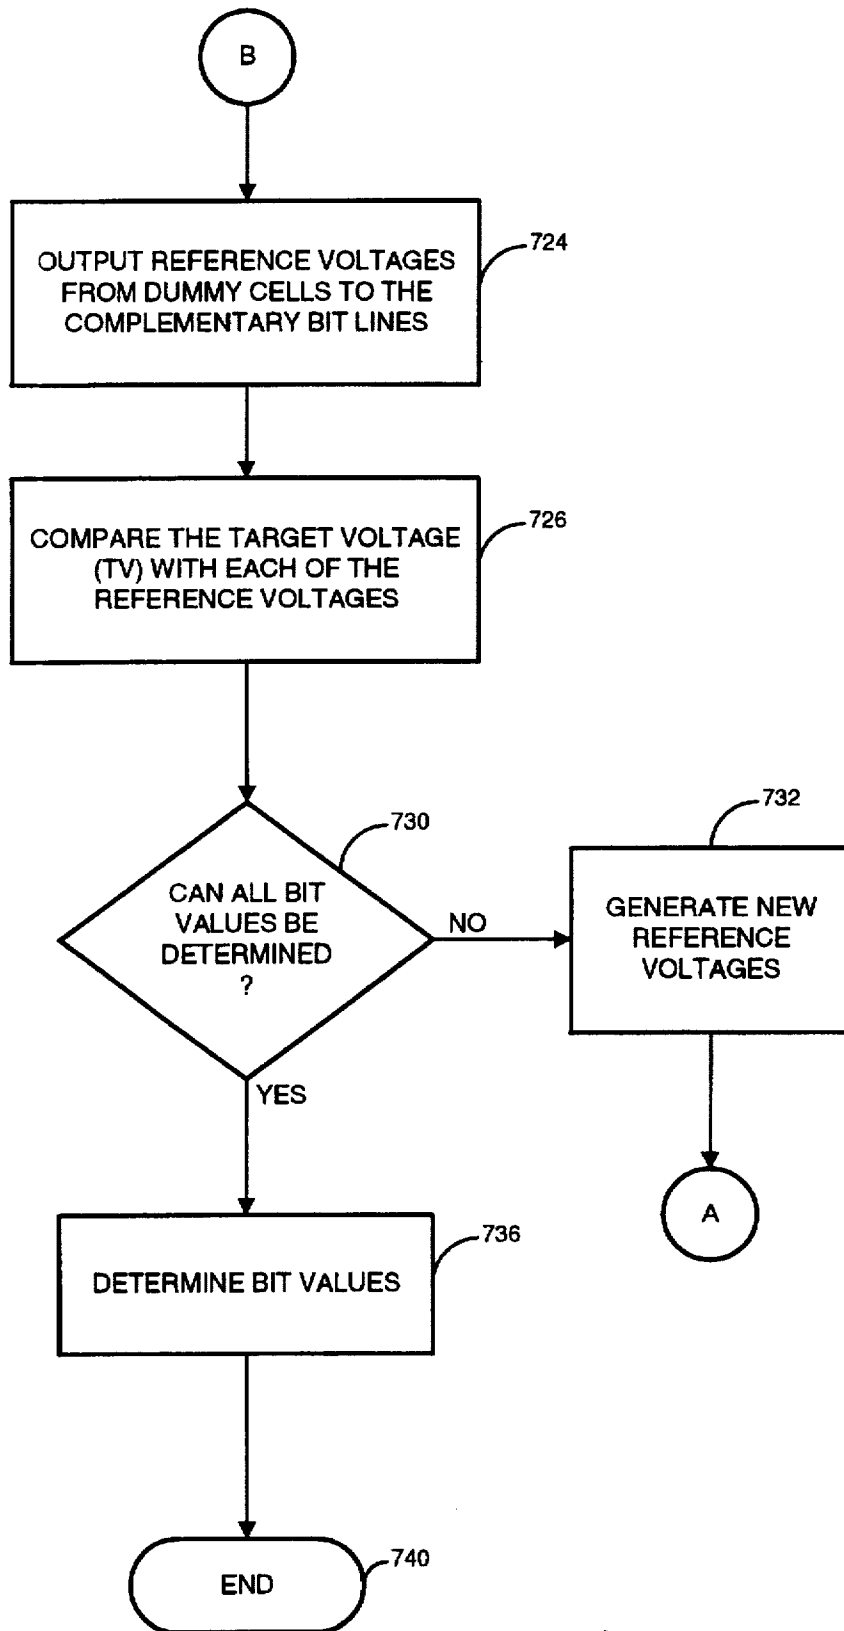 B
OUTPUT REFERENCE VOLTAGES
FROM DUMMY CELLS TO THE
COMPLEMENTARY BIT LINES
724
COMPARE THE TARGET VOLTAGE
(TV) WITH EACH OF THE
REFERENCE VOLTAGES
726
CAN ALL BIT
VALUES BE
DETERMINED
?
730
NO
732
GENERATE NEW
REFERENCE
VOLTAGES
YES
A
DETERMINE BIT VALUES
736
END
740